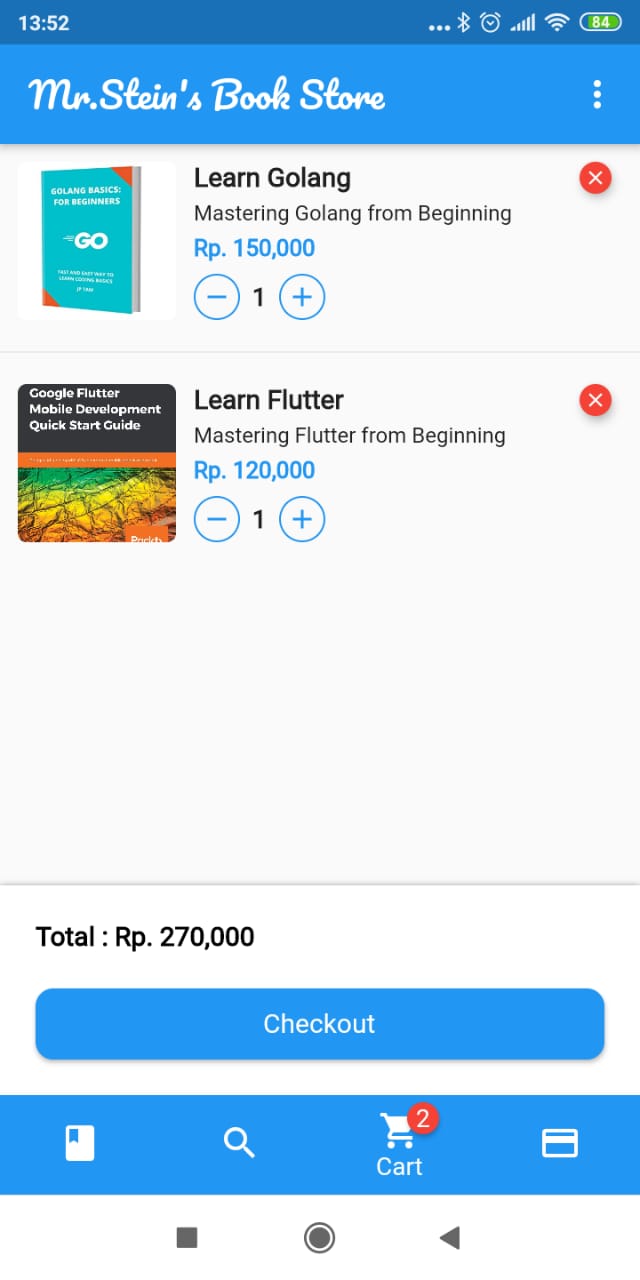 13:52
84
Mr.Stein's Book Store
GOLANG BASICS:
FOR BEGINNERS
GO
FAST AND EASY WAY TO
LEARN CODING BASICS
JP TAM
Learn Golang
Mastering Golang from Beginning
Rp. 150,000
1
Google Flutter
Mobile Development
Quick Start Guide
Packt
Learn Flutter
Mastering Flutter from Beginning
Rp. 120,000
1
Total : Rp. 270,000
Checkout
2
Cart